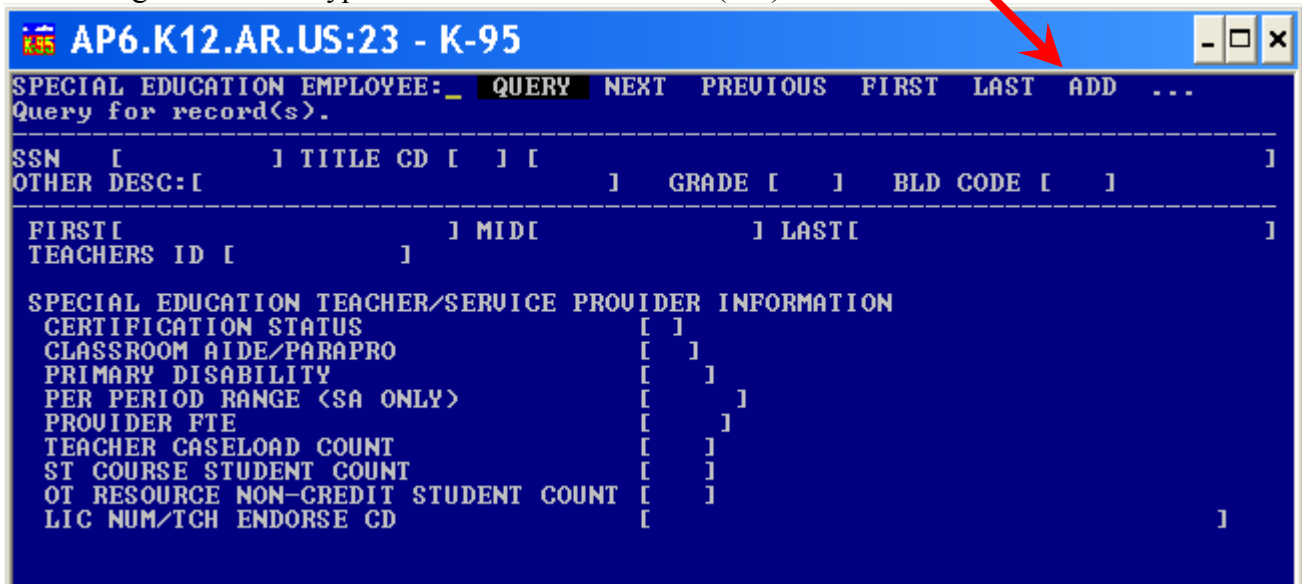 K95 AP6.K12.AR.US:23 - K-95
SPECIAL EDUCATION EMPLOYEE:_ QUERY NEXT PREVIOUS FIRST LAST ADD ...
Query for record(s).
SSN [ ] TITLE CD [ ] [ ]
OTHER DESC:[ ] GRADE [ ] BLD CODE [ ]
FIRST[ ] MID[ ] LAST[ ]
TEACHERS ID [ ]
SPECIAL EDUCATION TEACHER/SERVICE PROVIDER INFORMATION
CERTIFICATION STATUS [ ]
CLASSROOM AIDE/PARAPRO [ ]
PRIMARY DISABILITY [ ]
PER PERIOD RANGE (SA ONLY) [ ]
PROVIDER FTE [ ]
TEACHER CASELOAD COUNT [ ]
ST COURSE STUDENT COUNT [ ]
OT RESOURCE NON-CREDIT STUDENT COUNT [ ]
LIC NUM/TCH ENDORSE CD [ ]